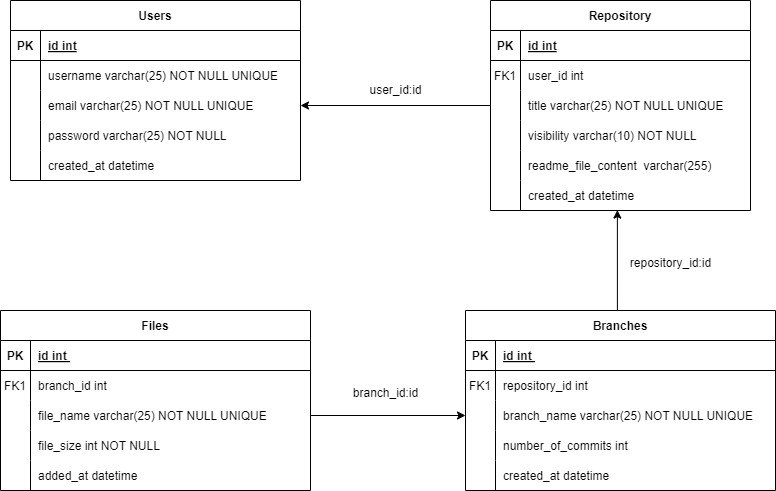 Users
PK id int
username varchar(25) NOT NULL UNIQUE
email varchar(25) NOT NULL UNIQUE
password varchar(25) NOT NULL
created_at datetime
user_id:id
Repository
PK id int
FK1 user_id int
title varchar(25) NOT NULL UNIQUE
visibility varchar(10) NOT NULL
readme_file_content varchar(255)
created_at datetime
repository_id:id
Files
PK id int
FK1 branch_id int
file_name varchar(25) NOT NULL UNIQUE
file_size int NOT NULL
added_at datetime
branch_id:id
Branches
PK id int
FK1 repository_id int
branch_name varchar(25) NOT NULL UNIQUE
number_of_commits int
created_at datetime